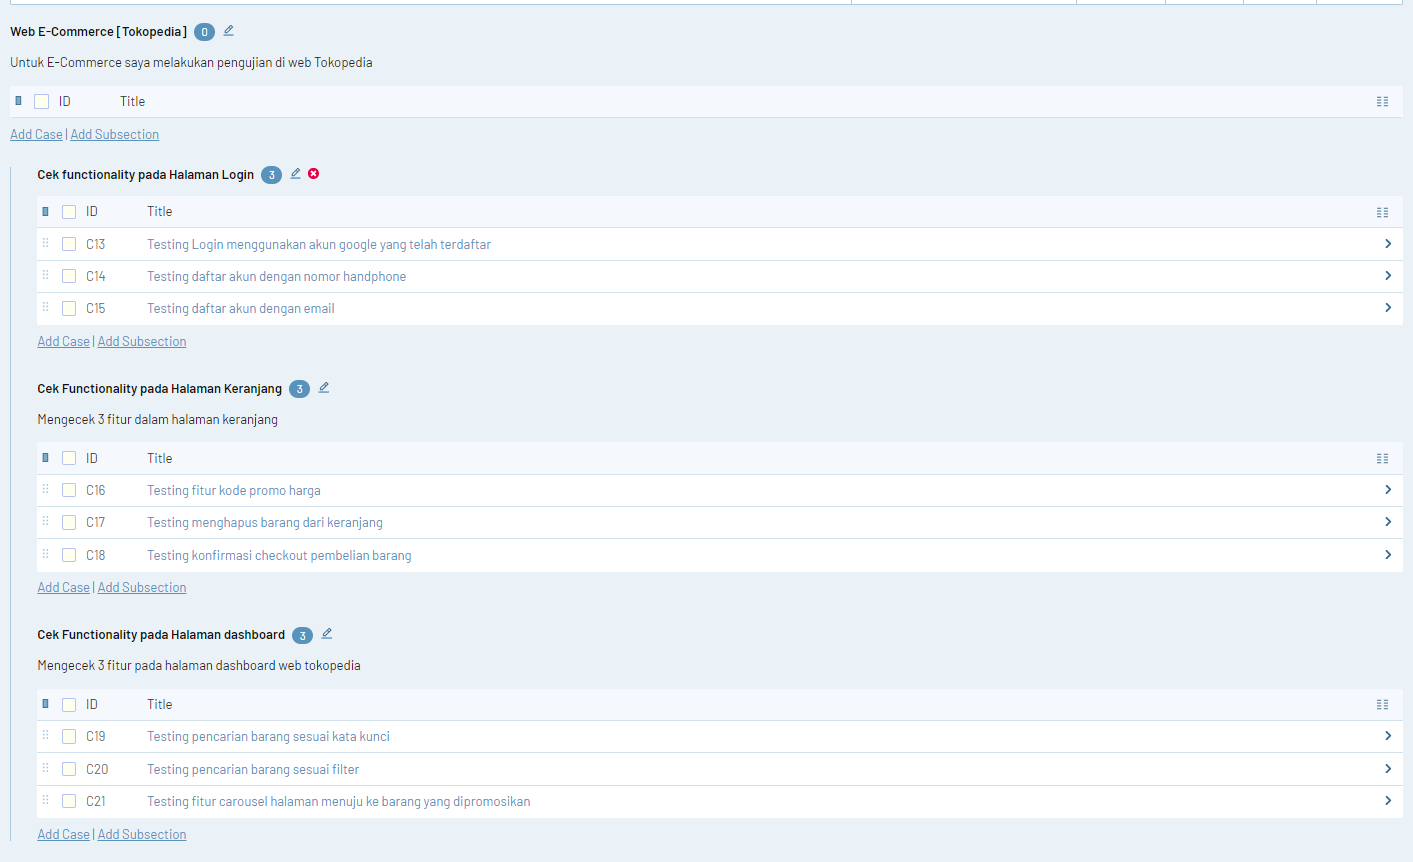 Web E-Commerce [Tokopedia] 0
Untuk E-Commerce saya melakukan pengujian di web Tokopedia
ID Title
Add Case | Add Subsection
Cek functionality pada Halaman Login 3
ID Title
C13 Testing Login menggunakan akun google yang telah terdaftar
C14 Testing daftar akun dengan nomor handphone
C15 Testing daftar akun dengan email
Add Case | Add Subsection
Cek Functionality pada Halaman Keranjang 3
Mengecek 3 fitur dalam halaman keranjang
ID Title
C16 Testing fitur kode promo harga
C17 Testing menghapus barang dari keranjang
C18 Testing konfirmasi checkout pembelian barang
Add Case | Add Subsection
Cek Functionality pada Halaman dashboard 3
Mengecek 3 fitur pada halaman dashboard web tokopedia
ID Title
C19 Testing pencarian barang sesuai kata kunci
C20 Testing pencarian barang sesuai filter
C21 Testing fitur carousel halaman menuju ke barang yang dipromosikan
Add Case | Add Subsection